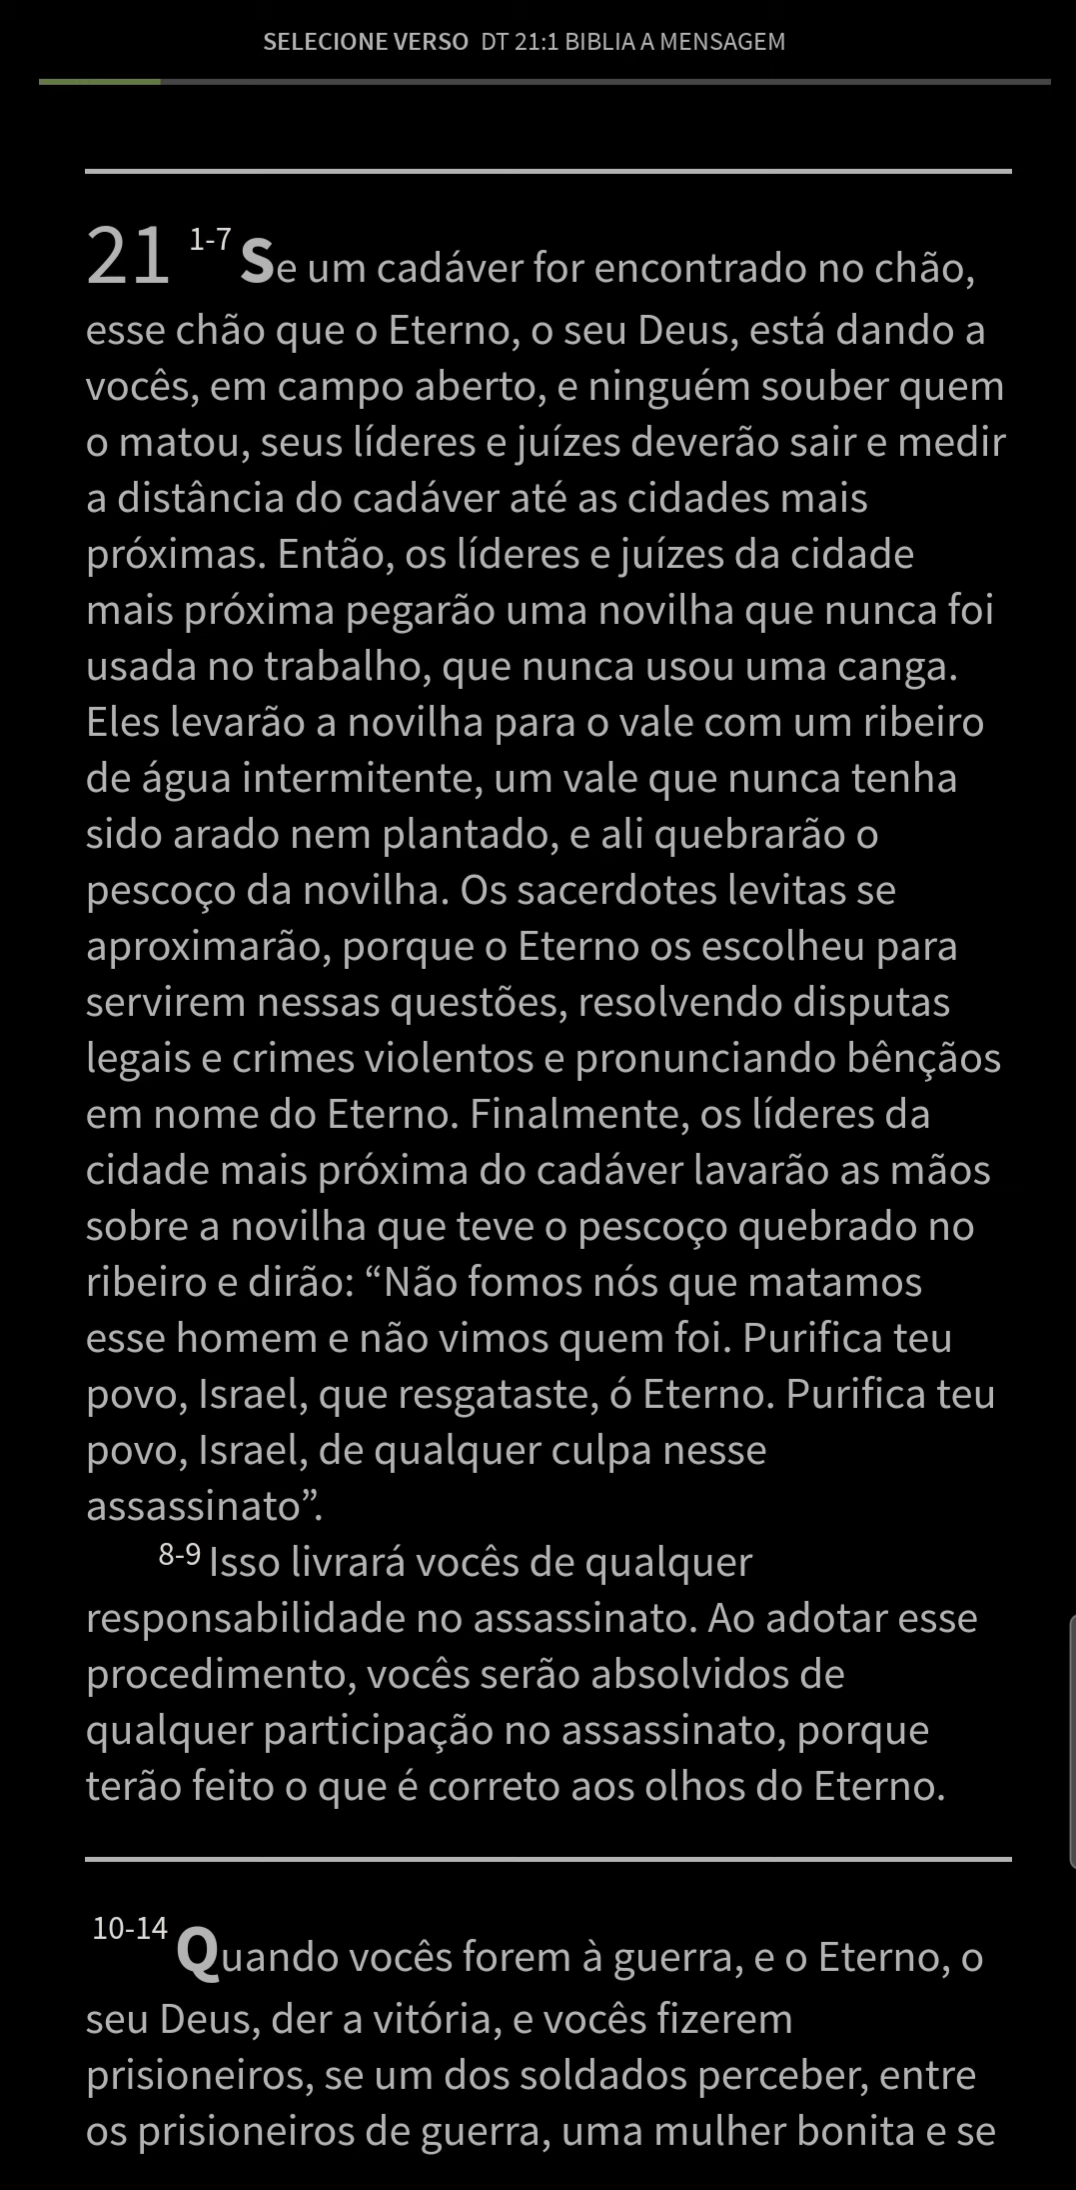 SELECIONE VERSO DT 21:1 BIBLIA A MENSAGEM
21 1-7 Se um cadáver for encontrado no chão,
esse chão que o Eterno, o seu Deus, está dando a
vocês, em campo aberto, e ninguém souber quem
o matou, seus líderes e juízes deverão sair e medir
a distância do cadáver até as cidades mais
próximas. Então, os líderes e juízes da cidade
mais próxima pegarão uma novilha que nunca foi
usada no trabalho, que nunca usou uma canga.
Eles levarão a novilha para o vale com um ribeiro
de água intermitente, um vale que nunca tenha
sido arado nem plantado, e ali quebrarão o
pescoço da novilha. Os sacerdotes levitas se
aproximarão, porque o Eterno os escolheu para
servirem nessas questões, resolvendo disputas
legais e crimes violentos e pronunciando bênçãos
em nome do Eterno. Finalmente, os líderes da
cidade mais próxima do cadáver lavarão as mãos
sobre a novilha que teve o pescoço quebrado no
ribeiro e dirão: “Não fomos nós que matamos
esse homem e não vimos quem foi. Purifica teu
povo, Israel, que resgataste, ó Eterno. Purifica teu
povo, Israel, de qualquer culpa nesse
assassinato”.
8-9 Isso livrará vocês de qualquer
responsabilidade no assassinato. Ao adotar esse
procedimento, vocês serão absolvidos de
qualquer participação no assassinato, porque
terão feito o que é correto aos olhos do Eterno.
10-14 Quando vocês forem à guerra, e o Eterno, o
seu Deus, der a vitória, e vocês fizerem
prisioneiros, se um dos soldados perceber, entre
os prisioneiros de guerra, uma mulher bonita e se